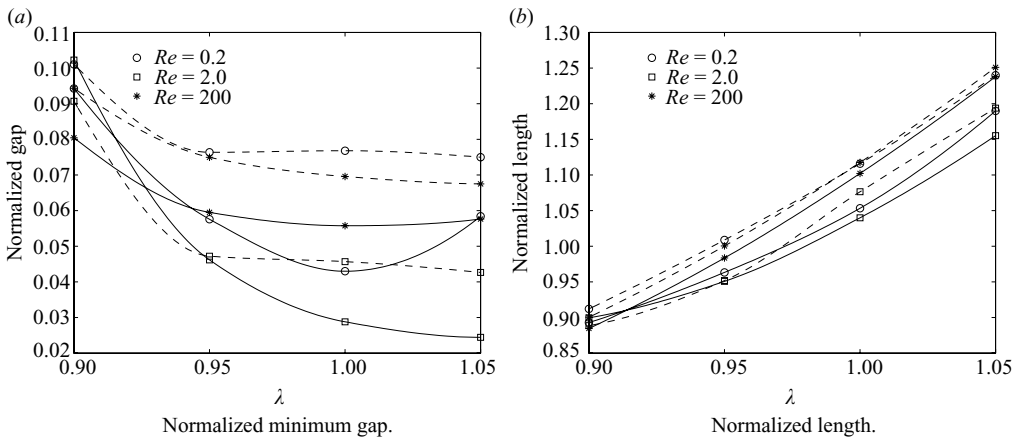 (a)
0.11
0.10
0.09
0.08
0.07
0.06
0.05
0.04
0.03
0.02
Normalized gap
Re = 0.2
Re = 2.0
Re = 200
0.90
0.95
1.00
1.05
λ
Normalized minimum gap.
(b)
1.30
1.25
1.20
1.15
1.10
1.05
1.00
0.95
0.90
0.85
Normalized length
Re = 0.2
Re = 2.0
Re = 200
0.90
0.95
1.00
1.05
λ
Normalized length.